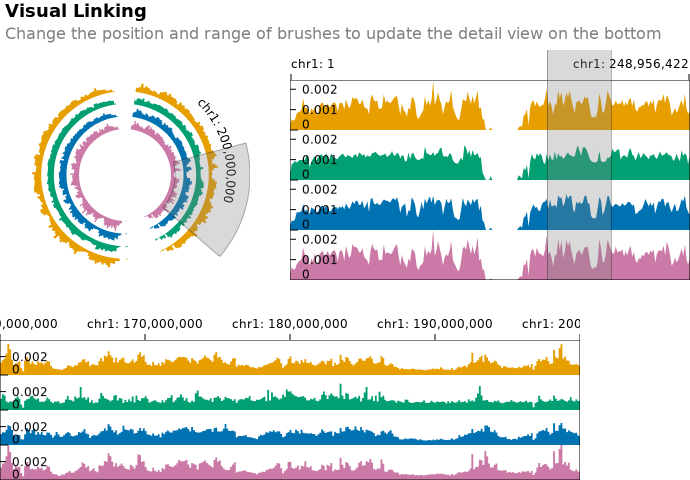 Visual Linking
Change the position and range of brushes to update the detail view on the bottom
chr1: 1
chr1: 248,956,422
chr1: 200,000,000
0.002
0.001
0
0.002
0.001
0
0.002
0.001
0
0.002
0.001
0
0,000,000
chr1: 170,000,000
chr1: 180,000,000
chr1: 190,000,000
chr1: 200
0.002
0
0.002
0
0.002
0
0.002
0